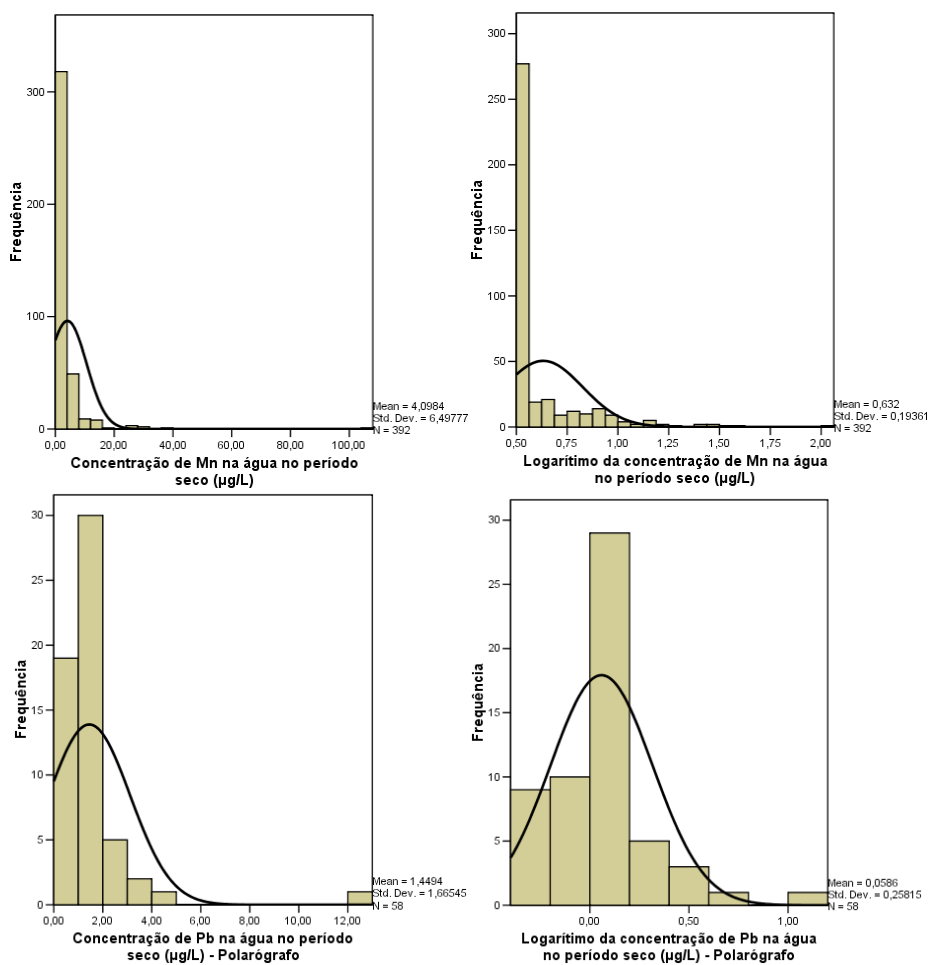 300
200
100
0
Frequência
0,00 20,00 40,00 60,00 80,00 100,00
Mean = 4,0984
Std. Dev. = 6,49777
N = 392
Concentração de Mn na água no período
seco (µg/L)
300
250
200
150
100
50
0
Frequência
0,50 0,75 1,00 1,25 1,50 1,75 2,00
Mean = 0,632
Std. Dev. = 0,19361
N = 392
Logarítimo da concentração de Mn na água
no período seco (µg/L)
30
25
20
15
10
5
0
Frequência
0,00 2,00 4,00 6,00 8,00 10,00 12,00
Mean = 1,4494
Std. Dev. = 1,66545
N = 58
Concentração de Pb na água no período
seco (µg/L) - Polarógrafo
30
25
20
15
10
5
0
Frequência
0,00 0,50 1,00
Mean = 0,0586
Std. Dev. = 0,25815
N = 58
Logarítimo da concentração de Pb na água
no período seco (µg/L) - Polarógrafo